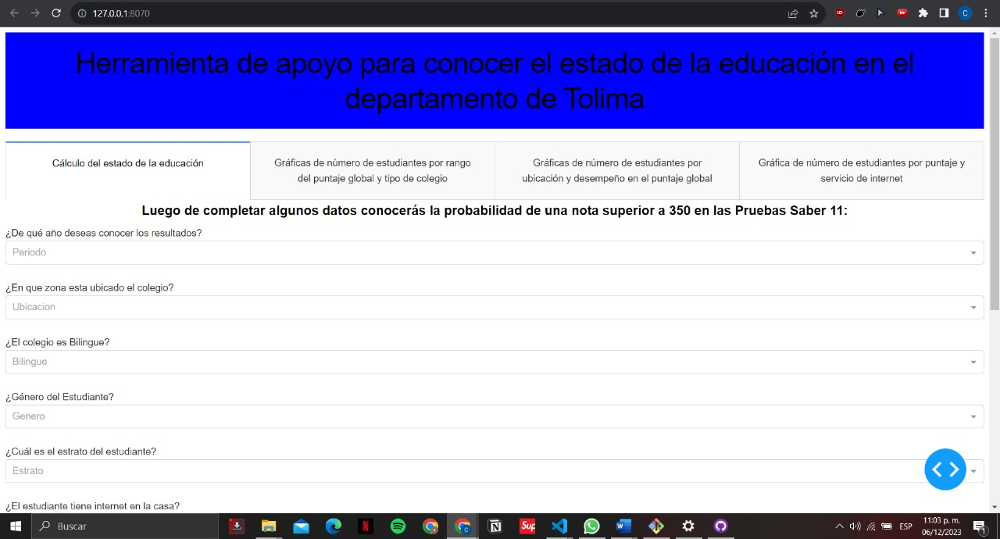 127.0.0.1:8070
C
Herramienta de apoyo para conocer el estado de la educación en el
departamento de Tolima
Cálculo del estado de la educación
Gráficas de número de estudiantes por rango
del puntaje global y tipo de colegio
Gráficas de número de estudiantes por
ubicación y desempeño en el puntaje global
Gráfica de número de estudiantes por puntaje y
servicio de internet
Luego de completar algunos datos conocerás la probabilidad de una nota superior a 350 en las Pruebas Saber 11:
¿De qué año deseas conocer los resultados?
Periodo
¿En que zona esta ubicado el colegio?
Ubicacion
¿El colegio es Bilingue?
Bilingue
¿Género del Estudiante?
Genero
¿Cuál es el estrato del estudiante?
Estrato
¿El estudiante tiene internet en la casa?
Buscar
Sup
ESP
11:03 p. m.
06/12/2023
1